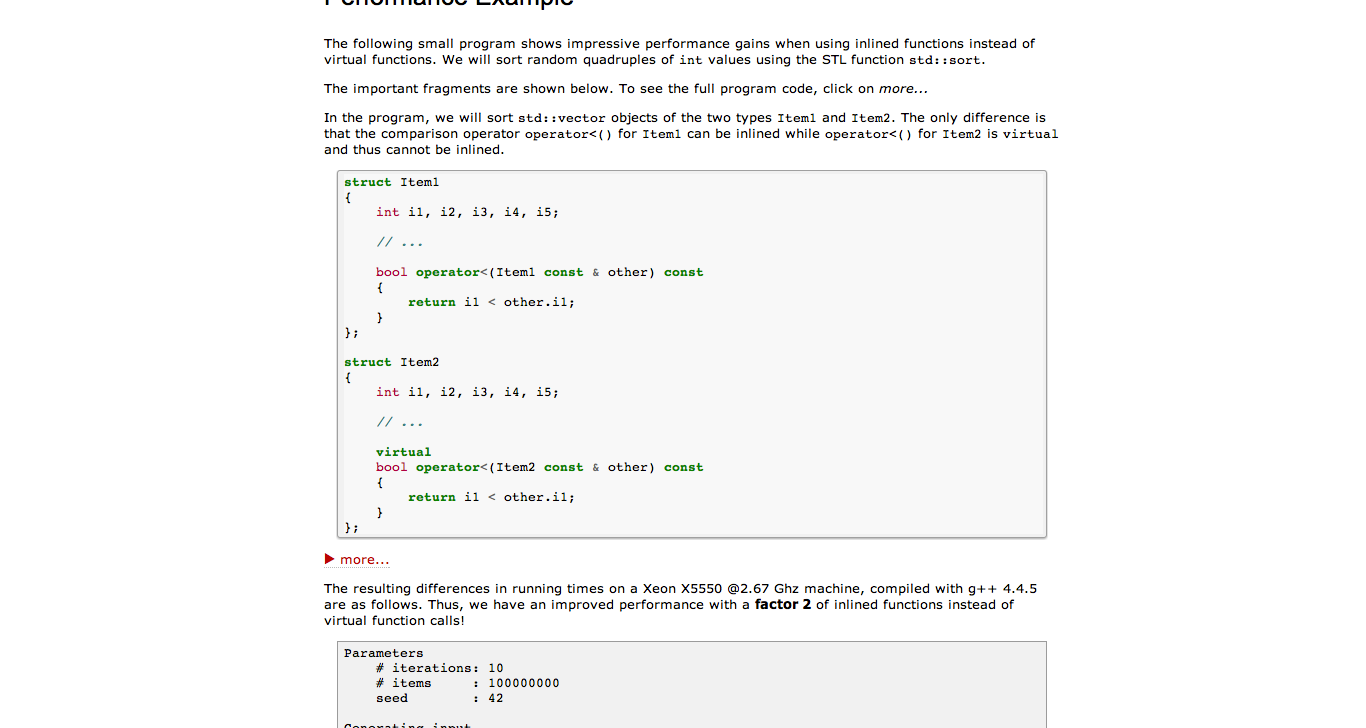 Performance Example
The following small program shows impressive performance gains when using inlined functions instead of
virtual functions. We will sort random quadruples of int values using the STL function std::sort.
The important fragments are shown below. To see the full program code, click on more...
In the program, we will sort std::vector objects of the two types Item1 and Item2. The only difference is
that the comparison operator operator<() for Item1 can be inlined while operator<() for Item2 is virtual
and thus cannot be inlined.
struct Item1
{
    int i1, i2, i3, i4, i5;
    // ...
    bool operator<(Item1 const & other) const
    {
        return i1 < other.i1;
    }
};
struct Item2
{
    int i1, i2, i3, i4, i5;
    // ...
    virtual
    bool operator<(Item2 const & other) const
    {
        return i1 < other.i1;
    }
};
more...
The resulting differences in running times on a Xeon X5550 @2.67 Ghz machine, compiled with g++ 4.4.5
are as follows. Thus, we have an improved performance with a factor 2 of inlined functions instead of
virtual function calls!
Parameters
    # iterations: 10
    # items     : 100000000
    seed        : 42
Generating input